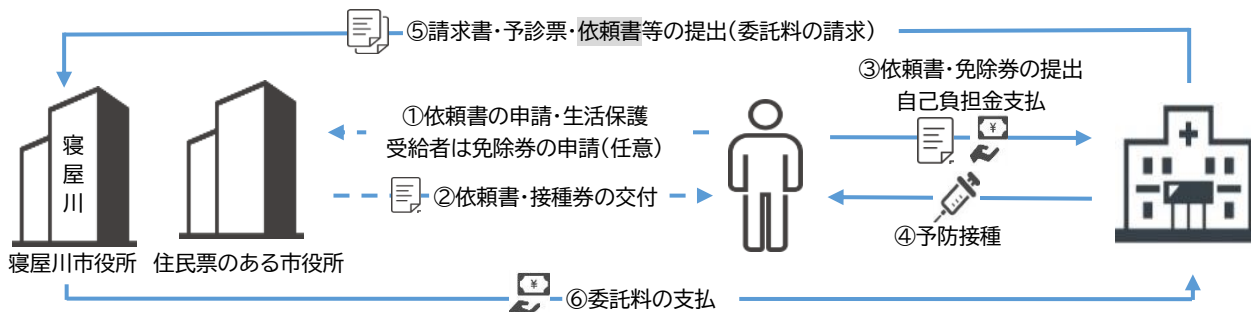 ⑤請求書・予診票・依頼書等の提出(委託料の請求)
③依頼書・免除券の提出
自己負担金支払
①依頼書の申請・生活保護
受給者は免除券の申請(任意)
寝屋川
¥
②依頼書・接種券の交付
④予防接種
寝屋川市役所
住民票のある市役所
¥
⑥委託料の支払